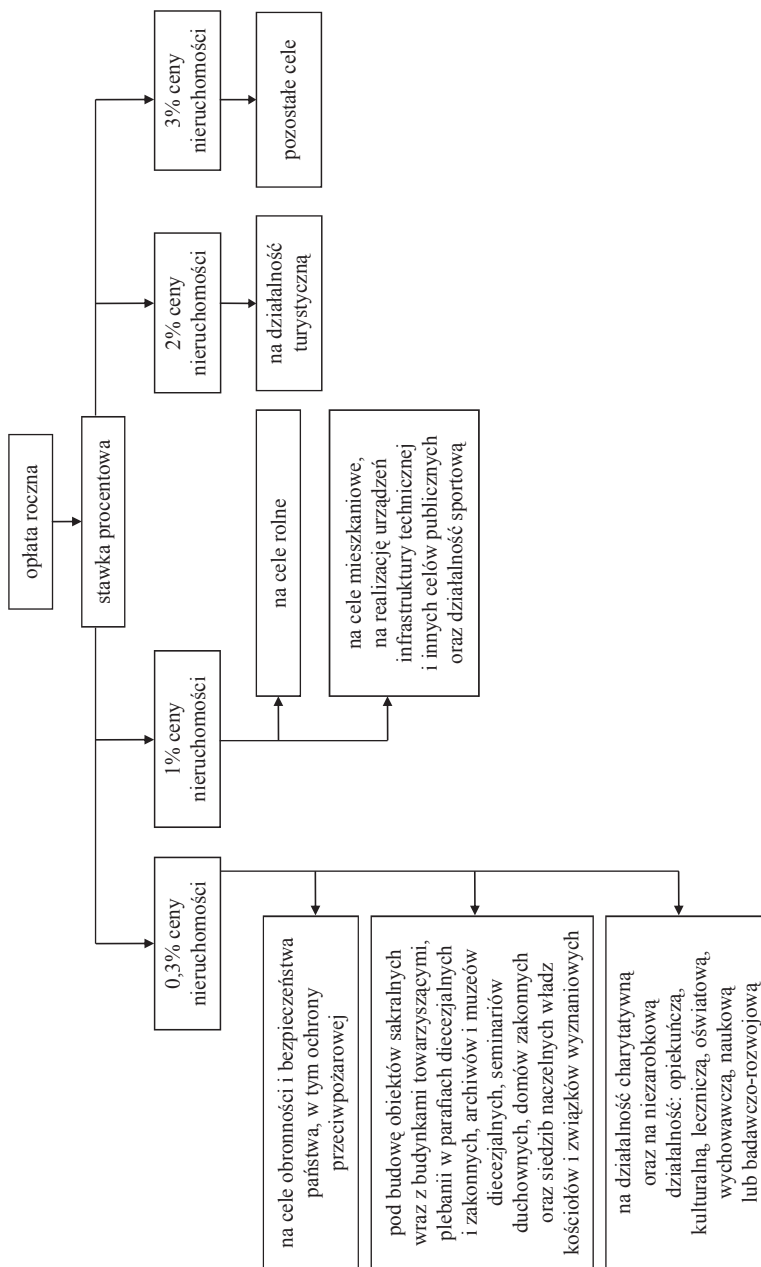 opłata roczna
stawka procentowa
0,3% ceny
nieruchomości
na cele obronności i bezpieczeństwa
państwa, w tym ochrony
przeciwpożarowej
pod budowę obiektów sakralnych
wraz z budynkami towarzyszącymi,
plebanii w parafiach diecezjalnych
i zakonnych, archiwów i muzeów
diecezjalnych, seminariów
duchownych, domów zakonnych
oraz siedzib naczelnych władz
kościołów i związków wyznaniowych
na działalność charytatywną
oraz na niezarobkową
działalność: opiekuńczą,
kulturalną, leczniczą, oświatową,
wychowawczą, naukową
lub badawczo-rozwojową
1% ceny
nieruchomości
na cele rolne
na cele mieszkaniowe,
na realizację urządzeń
infrastruktury technicznej
i innych celów publicznych
oraz działalność sportową
2% ceny
nieruchomości
na działalność
turystyczną
3% ceny
nieruchomości
pozostałe cele